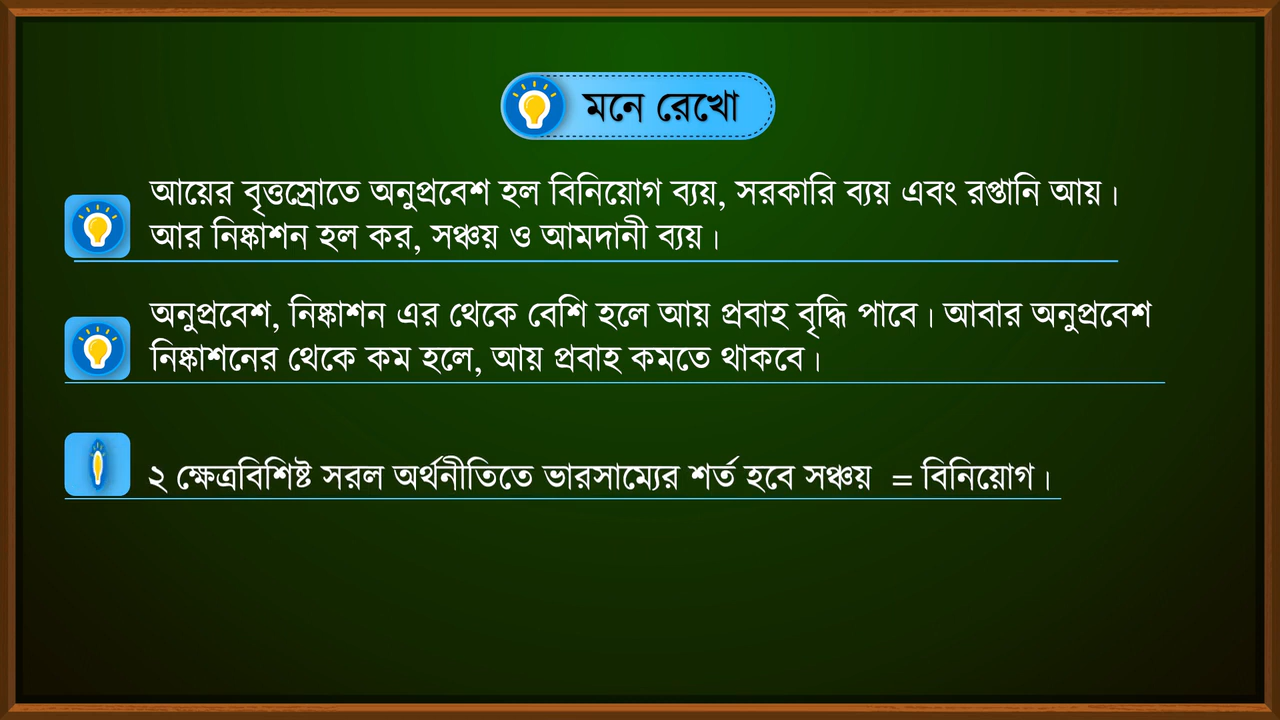 মনে রেখো
আয়ের বৃত্তস্রোতে অনুপ্রবেশ হল বিনিয়োগ ব্যয়, সরকারি ব্যয় এবং রপ্তানি আয়।
আর নিষ্কাশন হল কর, সঞ্চয় ও আমদানী ব্যয়।
অনুপ্রবেশ, নিষ্কাশন এর থেকে বেশি হলে আয় প্রবাহ বৃদ্ধি পাবে। আবার অনুপ্রবেশ
নিষ্কাশনের থেকে কম হলে, আয় প্রবাহ কমতে থাকবে।
২ ক্ষেত্রবিশিষ্ট সরল অর্থনীতিতে ভারসাম্যের শর্ত হবে সঞ্চয় = বিনিয়োগ।